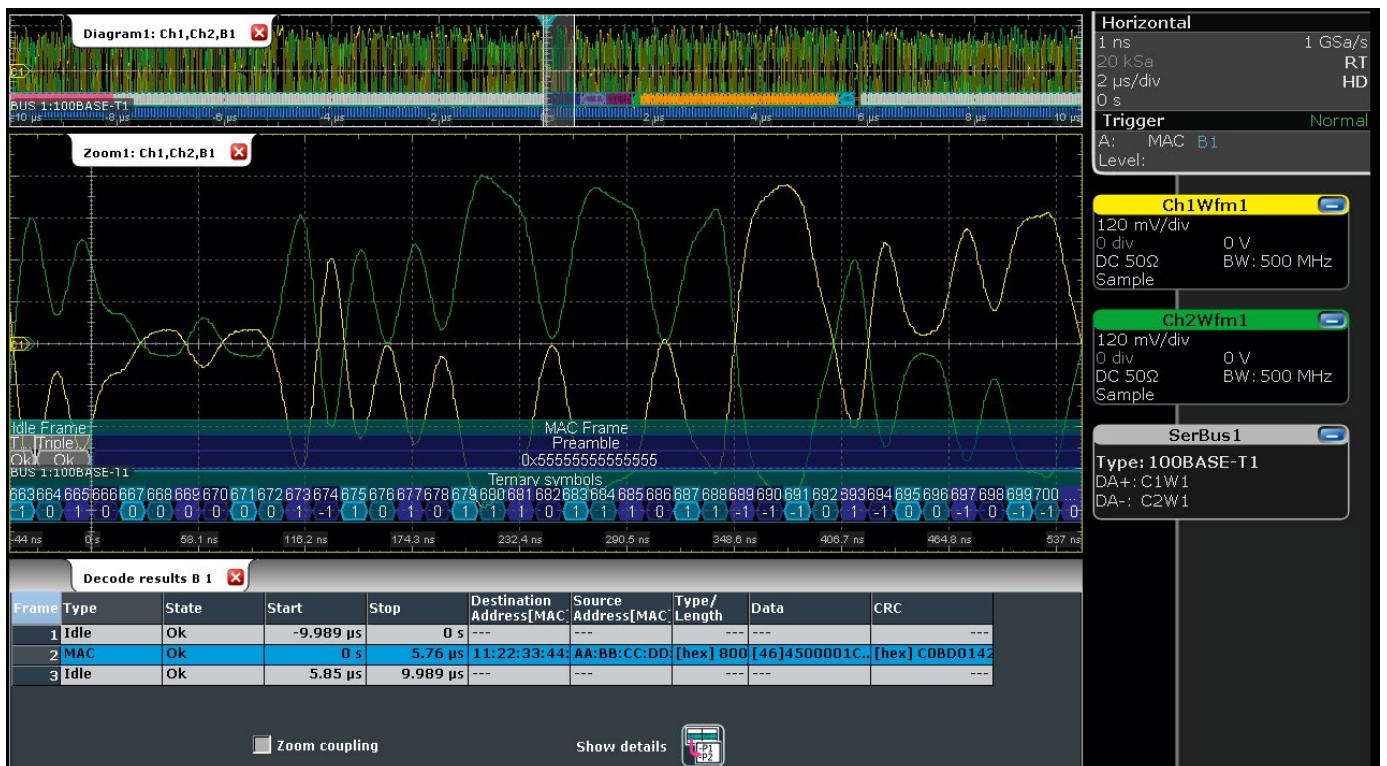 Diagram1: Ch1,Ch2,B1
BUS 1:100BASE-T1
-10 µs -8 µs -6 µs -4 µs -2 µs 2 µs 4 µs 6 µs 8 µs 10 µs
Zoom1: Ch1,Ch2,B1
C1
Idle Frame MAC Frame
T Triple Preamble
Ok Ok 0x55555555555555
BUS 1:100BASE-T1
Ternary symbols
-44 ns 0 s 58.1 ns 116.2 ns 174.3 ns 232.4 ns 290.5 ns 348.6 ns 406.7 ns 464.8 ns 537 ns
Decode results B 1
Frame Type State Start Stop Destination Address[MAC] Source Address[MAC] Type/ Length Data CRC
1 Idle Ok -9.989 µs 0 s --- --- --- --- ---
2 MAC Ok 0 s 5.76 µs 11:22:33:44: AA:BB:CC:DD: [hex] 800 [46]4500001C.. [hex] C0BD0142
3 Idle Ok 5.85 µs 9.989 µs --- --- --- --- ---
Zoom coupling
Show details
P1
P2
Horizontal
1 ns 1 GSa/s
20 kSa RT
2 µs/div HD
0 s
Trigger Normal
A: MAC B1
Level:
Ch1Wfm1
120 mV/div
0 div 0 V
DC 50Ω BW: 500 MHz
Sample
Ch2Wfm1
120 mV/div
0 div 0 V
DC 50Ω BW: 500 MHz
Sample
SerBus1
Type: 100BASE-T1
DA+: C1W1
DA-: C2W1